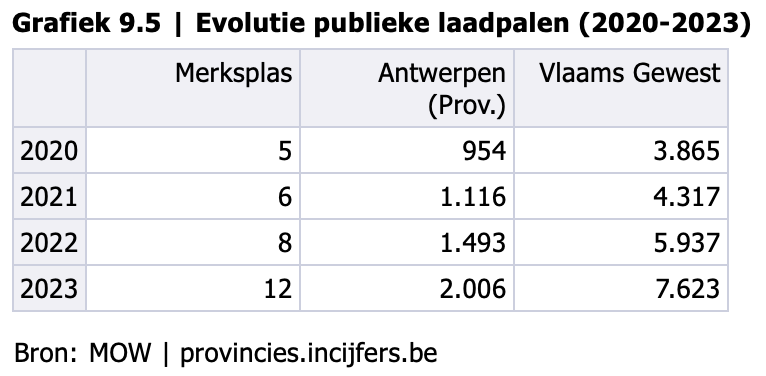 Grafiek 9.5 | Evolutie publieke laadpalen (2020-2023)
Merksplas Antwerpen (Prov.) Vlaams Gewest
2020 5 954 3.865
2021 6 1.116 4.317
2022 8 1.493 5.937
2023 12 2.006 7.623
Bron: MOW | provincies.incijfers.be